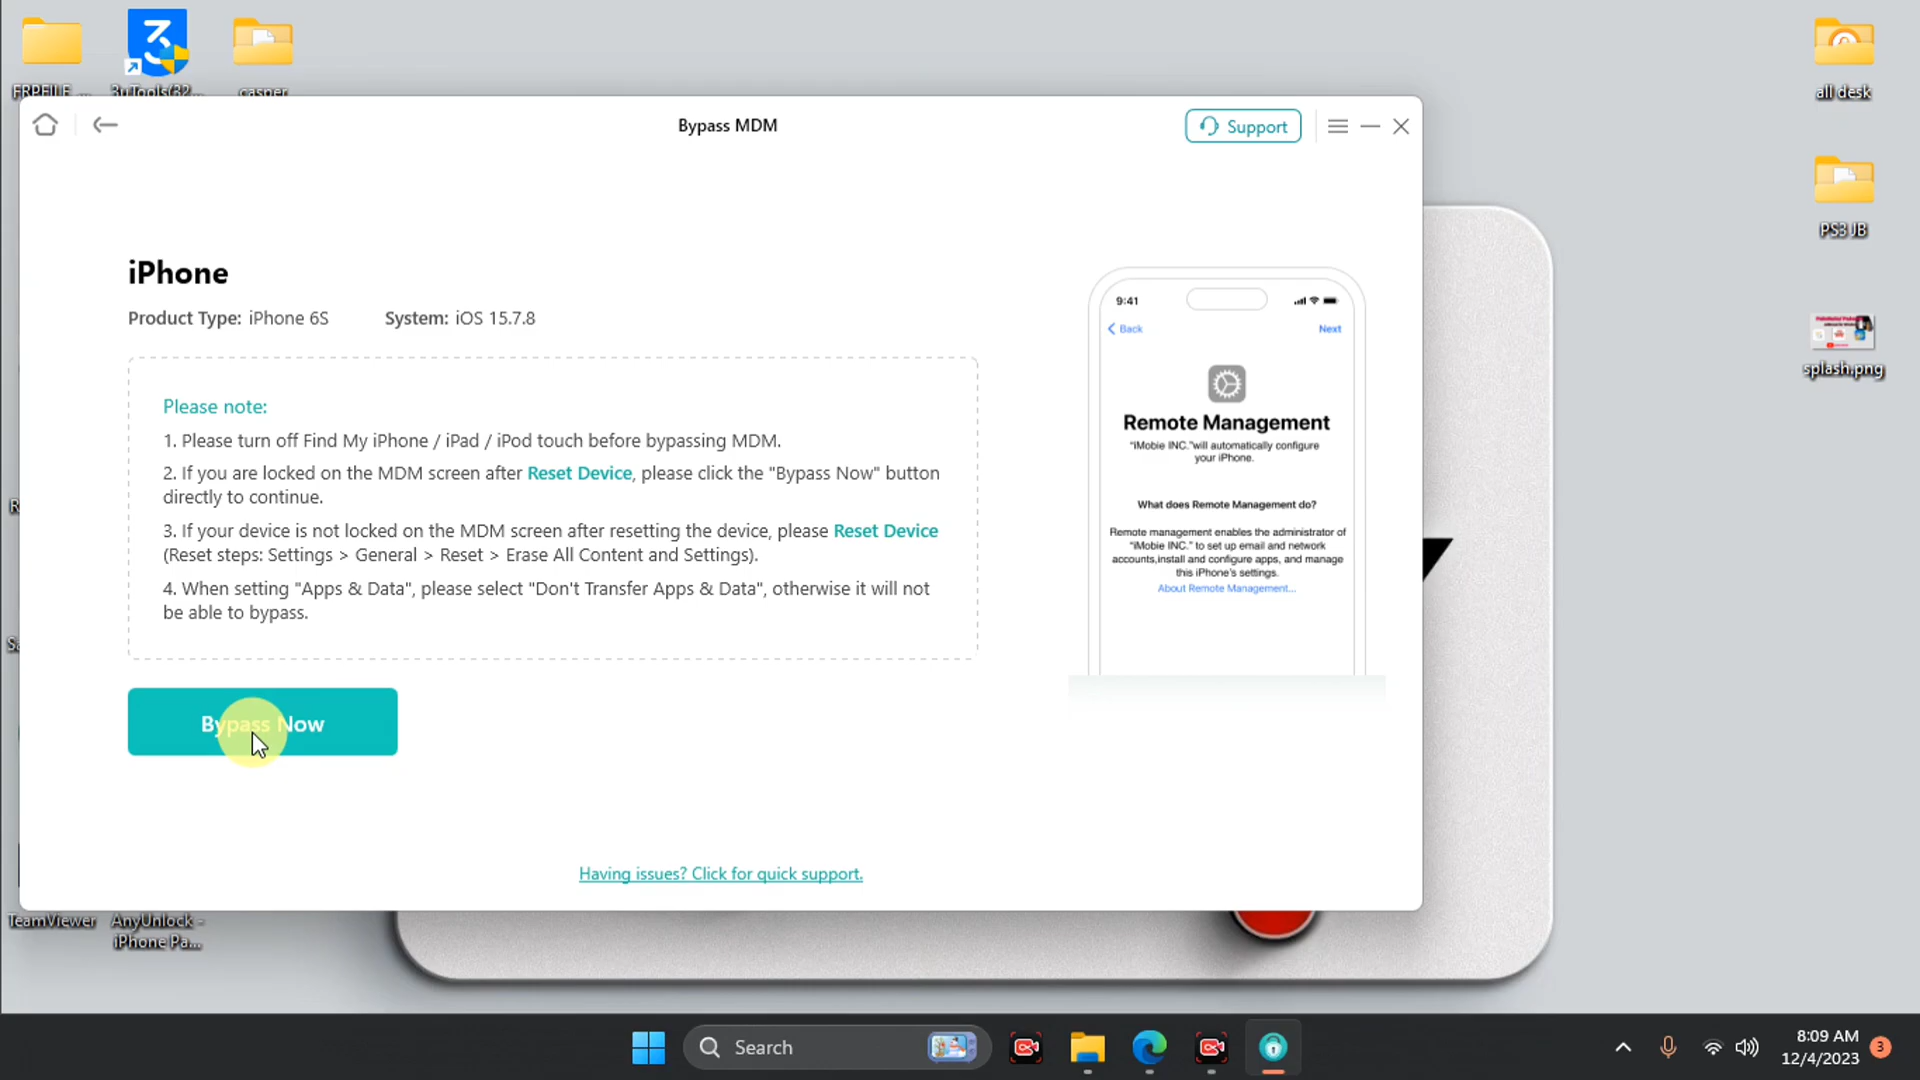 FRPFILE ...
3uTools(32...
casper
all desk
Bypass MDM
Support
iPhone
Product Type: iPhone 6S
System: iOS 15.7.8
Please note:
1. Please turn off Find My iPhone / iPad / iPod touch before bypassing MDM.
2. If you are locked on the MDM screen after Reset Device, please click the "Bypass Now" button
directly to continue.
3. If your device is not locked on the MDM screen after resetting the device, please Reset Device
(Reset steps: Settings > General > Reset > Erase All Content and Settings).
4. When setting "Apps & Data", please select "Don't Transfer Apps & Data", otherwise it will not
be able to bypass.
Bypass Now
Having issues? Click for quick support.
9:41
Back
Next
Remote Management
"iMobie INC."will automatically configure
your iPhone.
What does Remote Management do?
Remote management enables the administrator of
"iMobie INC." to set up email and network
accounts,install and configure apps, and manage
this iPhone's settings.
About Remote Management...
PS3 JB
splash.png
TeamViewer
AnyUnlock -
iPhone Pa...
Search
8:09 AM
12/4/2023
3